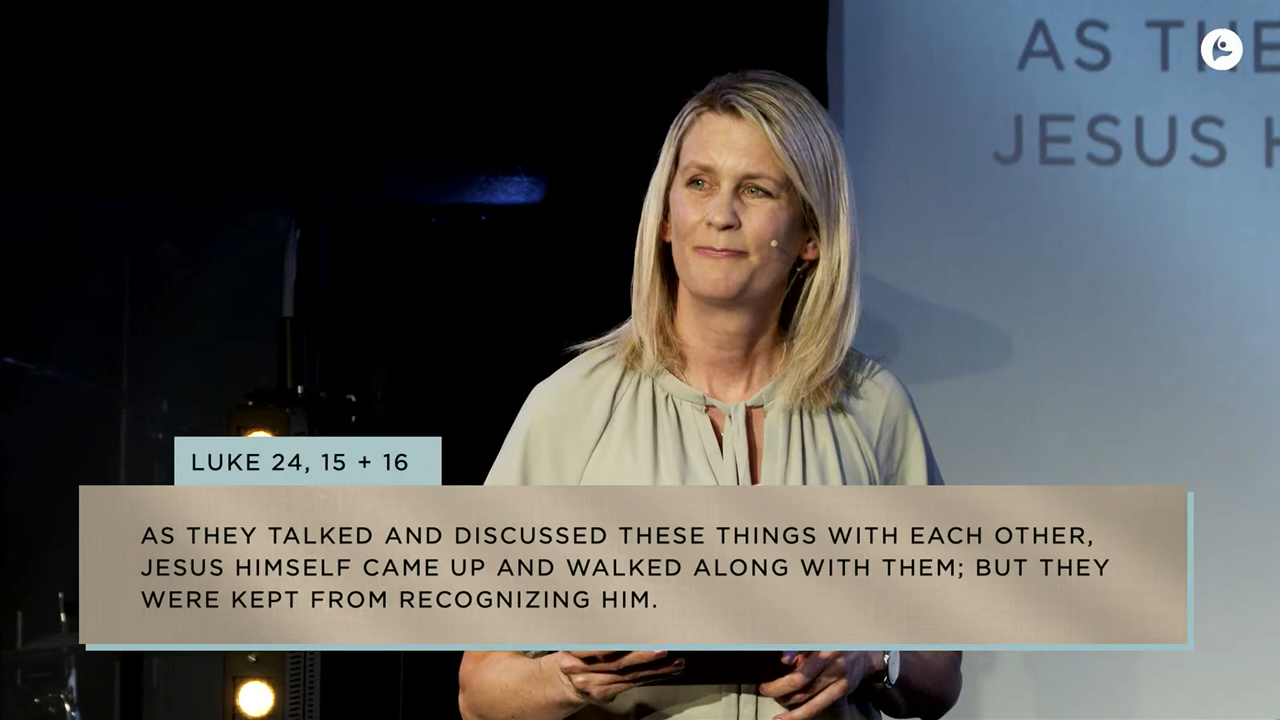 AS THE
JESUS H
LUKE 24, 15 + 16
AS THEY TALKED AND DISCUSSED THESE THINGS WITH EACH OTHER,
JESUS HIMSELF CAME UP AND WALKED ALONG WITH THEM; BUT THEY
WERE KEPT FROM RECOGNIZING HIM.